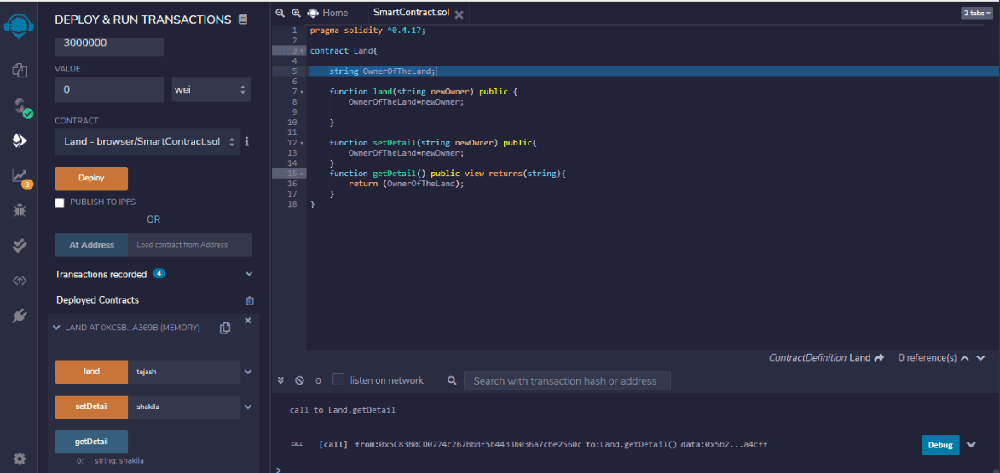 DEPLOY & RUN TRANSACTIONS
3000000
VALUE
0
wei
CONTRACT
Land - browser/SmartContract.sol
i
Deploy
PUBLISH TO IPFS
OR
At Address
Load contract from Address
Transactions recorded 4
Deployed Contracts
LAND AT 0XC5B...A369B (MEMORY)
land
tejash
setDetail
shakila
getDetail
0: string: shakila
3
Home
SmartContract.sol
2 tabs
1 pragma solidity ^0.4.17;
2
3 contract Land{
4
5 string OwnerOfTheLand;
6
7 function land(string newOwner) public {
8 OwnerOfTheLand=newOwner;
9
10 }
11
12 function setDetail(string newOwner) public{
13 OwnerOfTheLand=newOwner;
14 }
15 function getDetail() public view returns(string){
16 return (OwnerOfTheLand);
17 }
18 }
ContractDefinition Land
0 reference(s)
0
listen on network
Search with transaction hash or address
call to Land.getDetail
CALL
[call] from:0x5C83B0CD0274c267BbBf5b4433b036a7cbe2560c to:Land.getDetail() data:0x5b2...a4cff
Debug
>